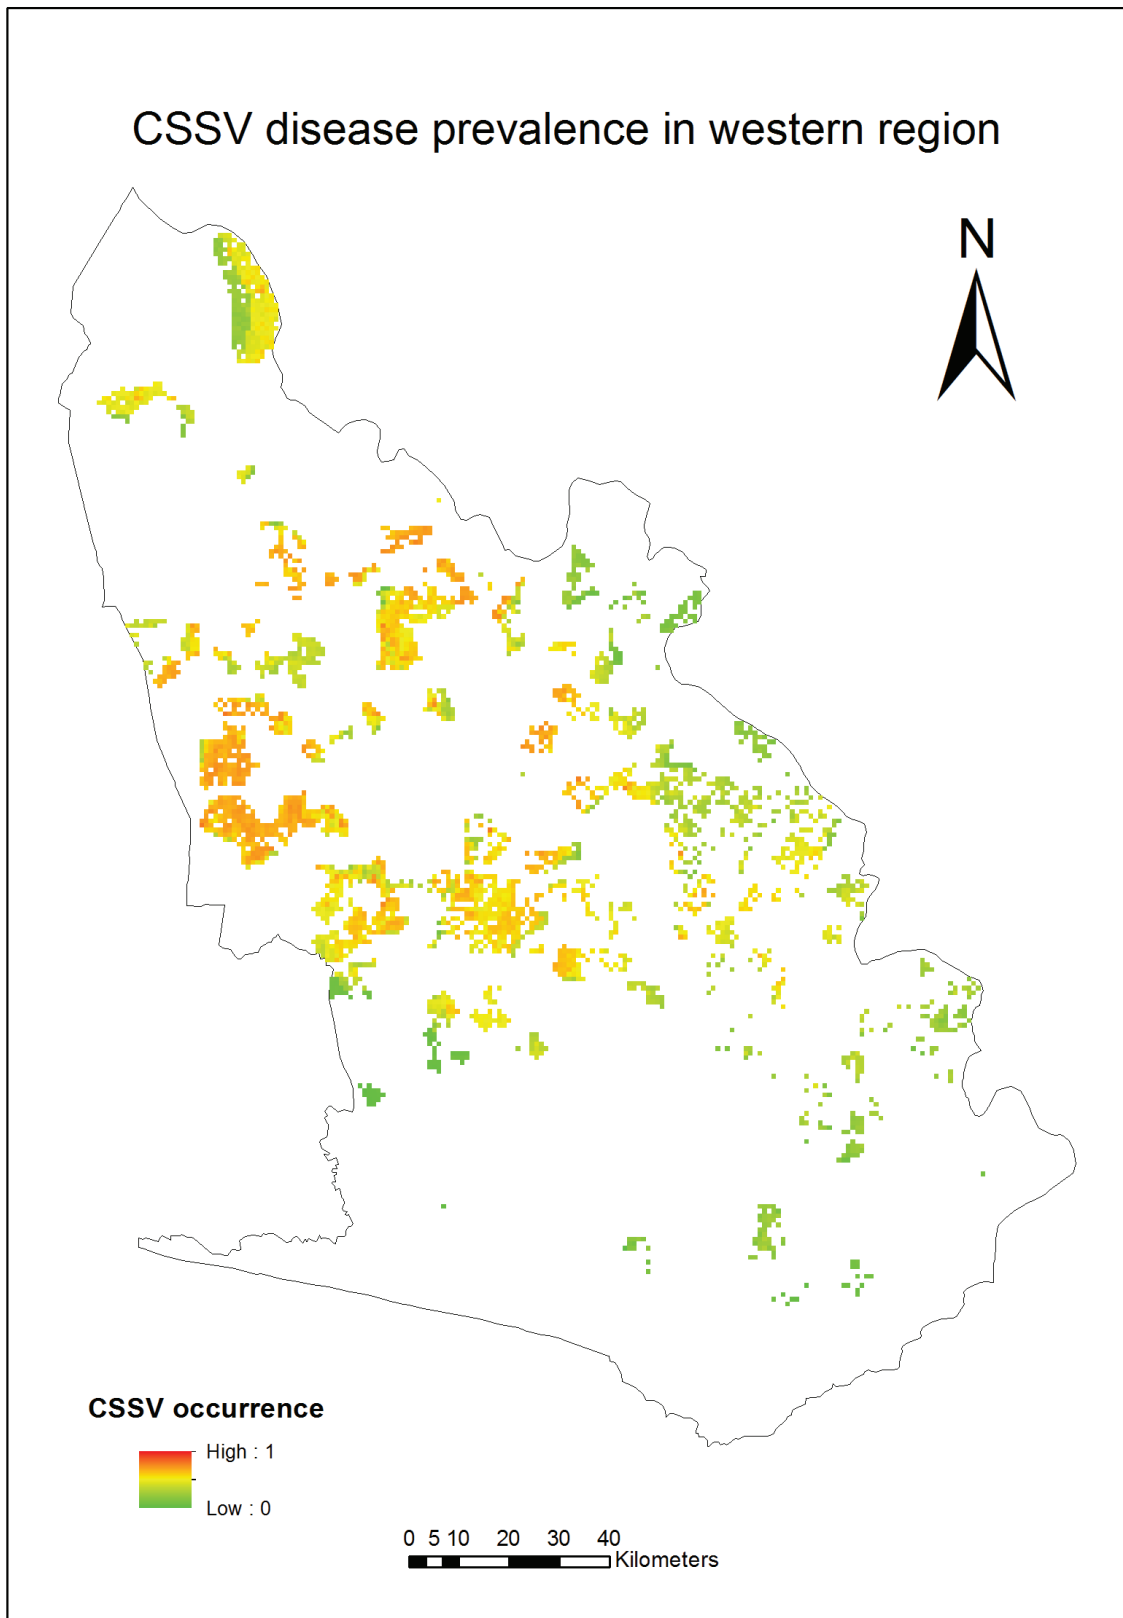 CSSV disease prevalence in western region
N
CSSV occurrence
High : 1
Low : 0
0 5 10 20 30 40
Kilometers